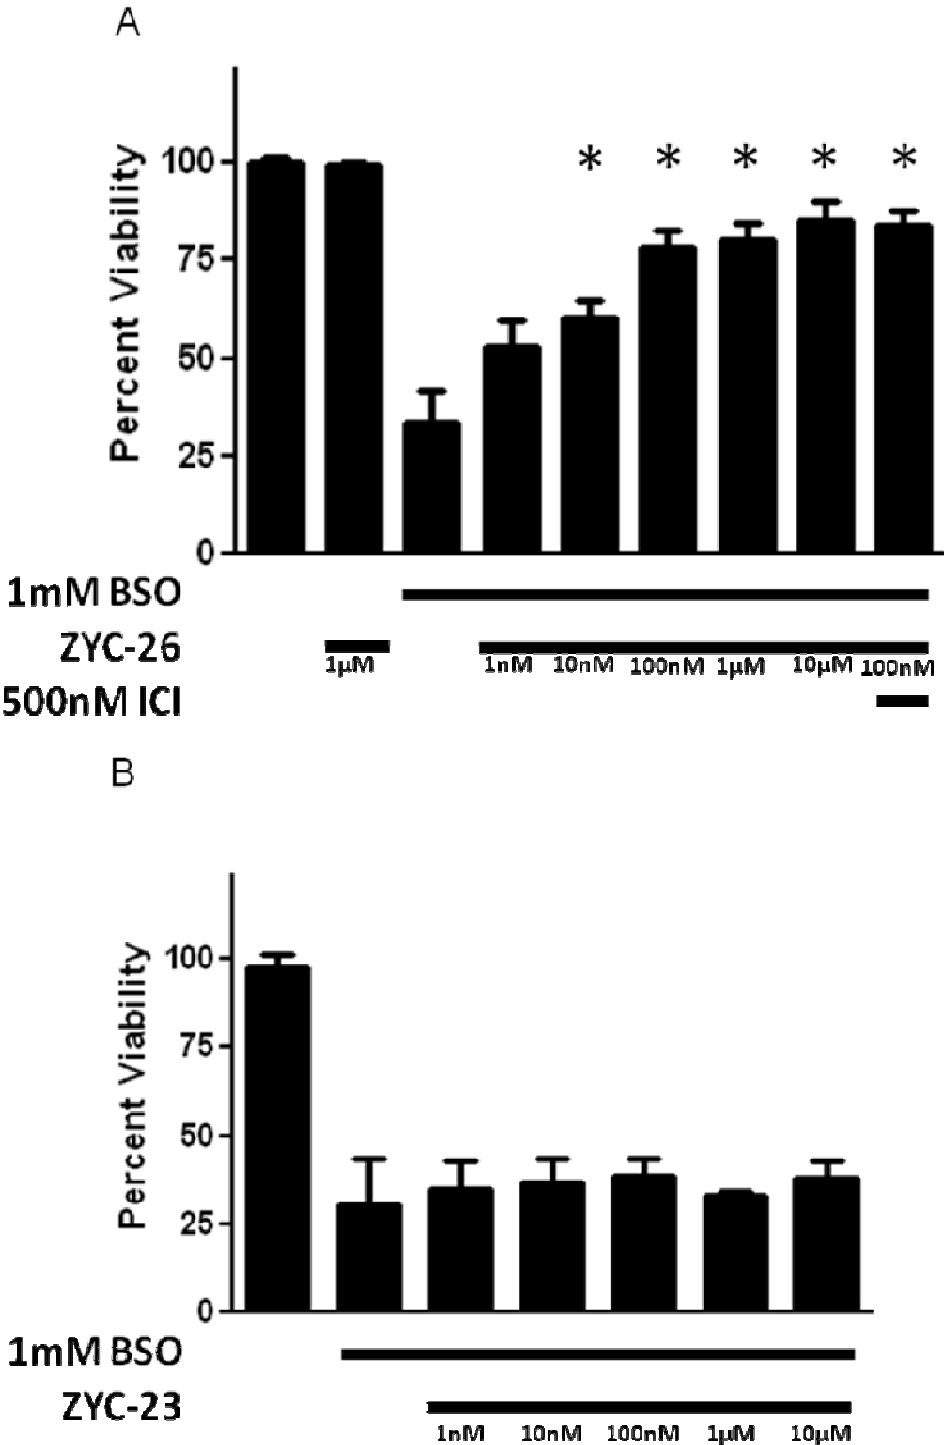 A
Percent Viability
100
75
50
25
0
* * * * *
1mM BSO
ZYC-26
1µM 1nM 10nM 100nM 1µM 10µM 100nM
500nM ICI
B
Percent Viability
100
75
50
25
0
1mM BSO
ZYC-23
1nM 10nM 100nM 1µM 10µM